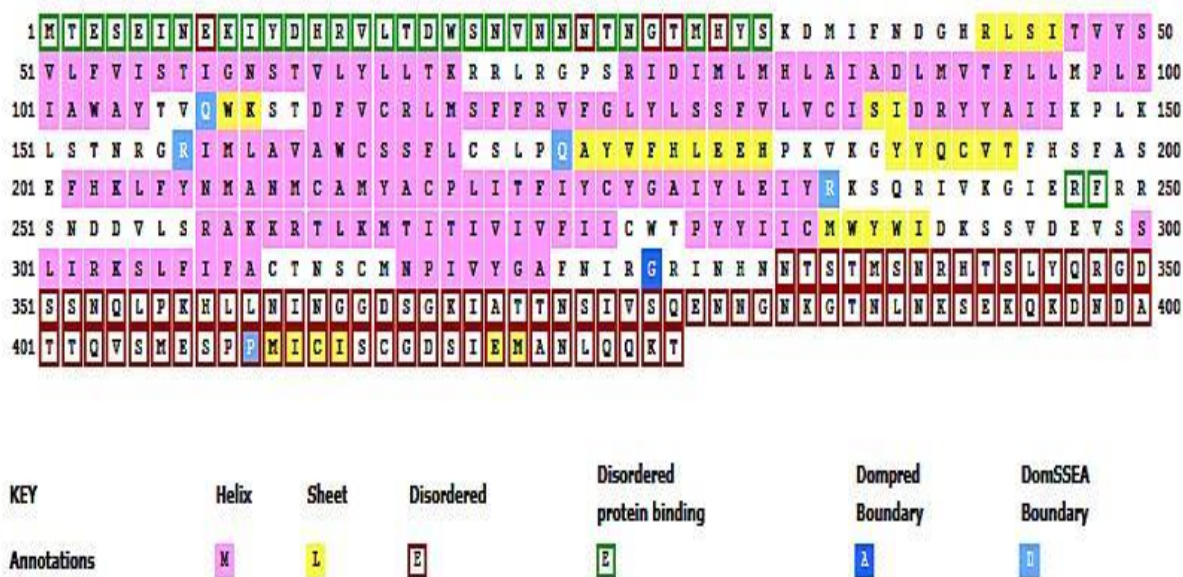 1 M T E S E I N E K I Y D H R V L T D W S N V N N N T N G T M H Y S K D M I F N D G H R L S I T V Y S 50
51 V L F V I S T I G N S T V L Y L L T K R R L R G P S R I D I M L M H L A I A D L M V T F L L M P L E 100
101 I A W A Y T V Q W K S T D F V C R L M S F F R V F G L Y L S S F V L V C I S I D R Y Y A I I K P L K 150
151 L S T N R G R I M L A V A W C S S F L C S L P Q A Y V F H L E E H P K V K G Y Y Q C V T F H S F A S 200
201 E F H K L F Y N M A N M C A M Y A C P L I T F I Y C Y G A I Y L E I Y R K S Q R I V K G I E R F R R 250
251 S N D D V L S R A K K R T L K M T I T I V I V F I I C W T P Y Y I I C M W Y W I D K S S V D E V S S 300
301 L I R K S L F I F A C T N S C M N P I V Y G A F N I R G R I N H N N T S T M S N R H T S L Y Q R G D 350
351 S S N Q L P K H L L N I N G G D S G K I A T T N S I V S Q E N N G N K G T N L N K S E K Q K D N D A 400
401 T T Q V S M E S P P M I C I S C G D S I E M A N L Q Q K T
KEY Helix Sheet Disordered Disordered protein binding Dompred Boundary DomSSEA Boundary
Annotations M L E E A D